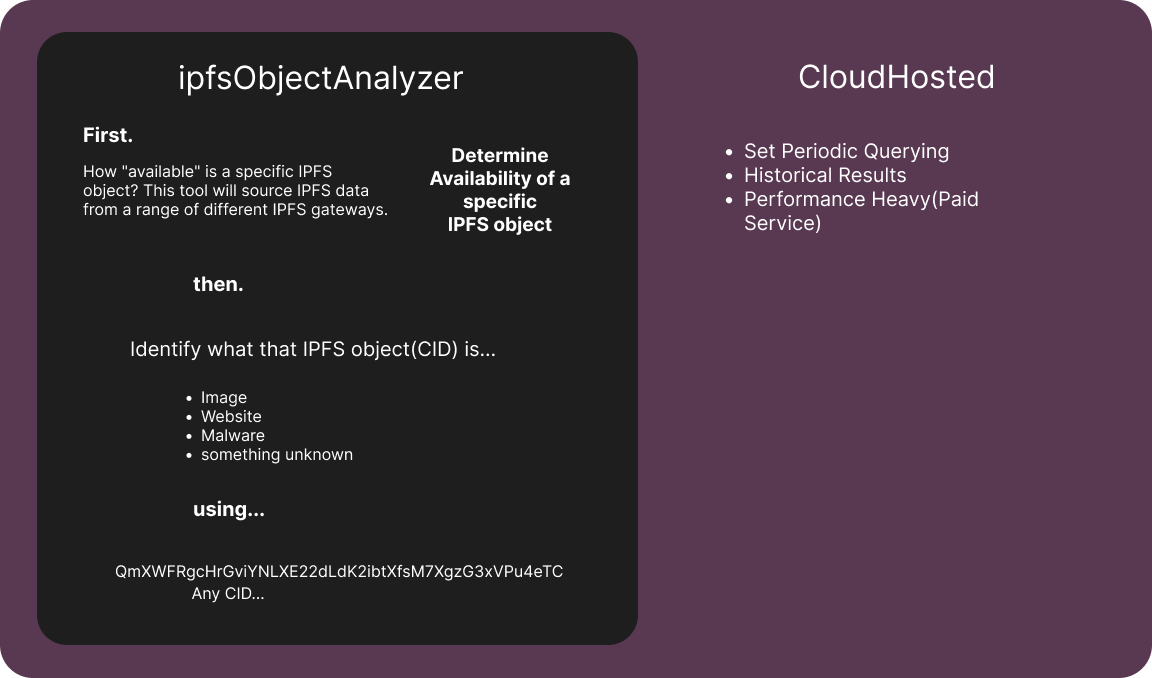 ipfsObjectAnalyzer
First.
How "available" is a specific IPFS
object? This tool will source IPFS data
from a range of different IPFS gateways.
Determine
Availability of a
specific
IPFS object
then.
Identify what that IPFS object(CID) is...
• Image
• Website
• Malware
• something unknown
using...
QmXWFRgcHrGviYNLXE22dLdK2ibtXfsM7XgzG3xVPu4eTC
Any CID...
CloudHosted
• Set Periodic Querying
• Historical Results
• Performance Heavy(Paid
Service)